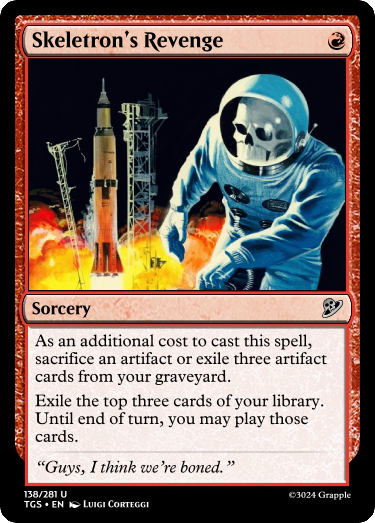 Skeletron's Revenge
Sorcery
As an additional cost to cast this spell,
sacrifice an artifact or exile three artifact
cards from your graveyard.
Exile the top three cards of your library.
Until end of turn, you may play those
cards.
“Guys, I think we’re boned.”
138/281 U
TGS • EN Luigi Corteggi
©3024 Grapple